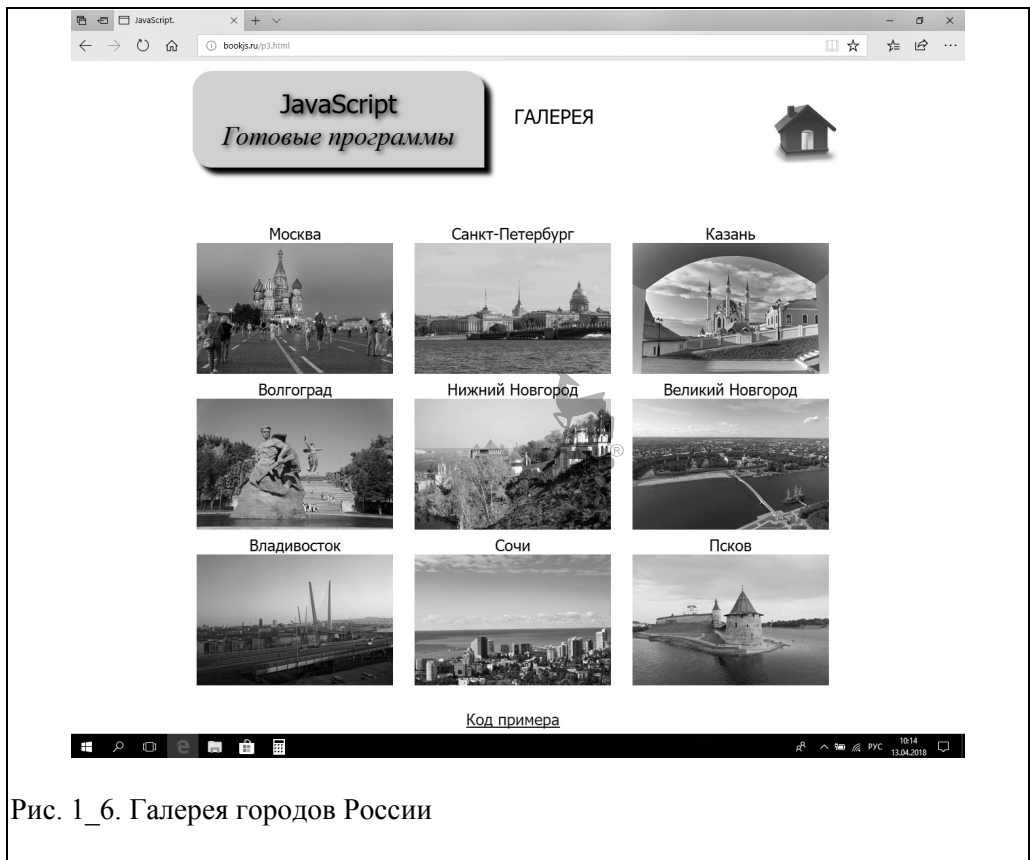 JavaScript.
bookjs.ru/p3.html
JavaScript
Готовые программы
ГАЛЕРЕЯ
Москва Санкт-Петербург Казань
Волгоград Нижний Новгород Великий Новгород
Владивосток Сочи Псков
Код примера
РУС 10:14
13.04.2018
Рис. 1_6. Галерея городов России